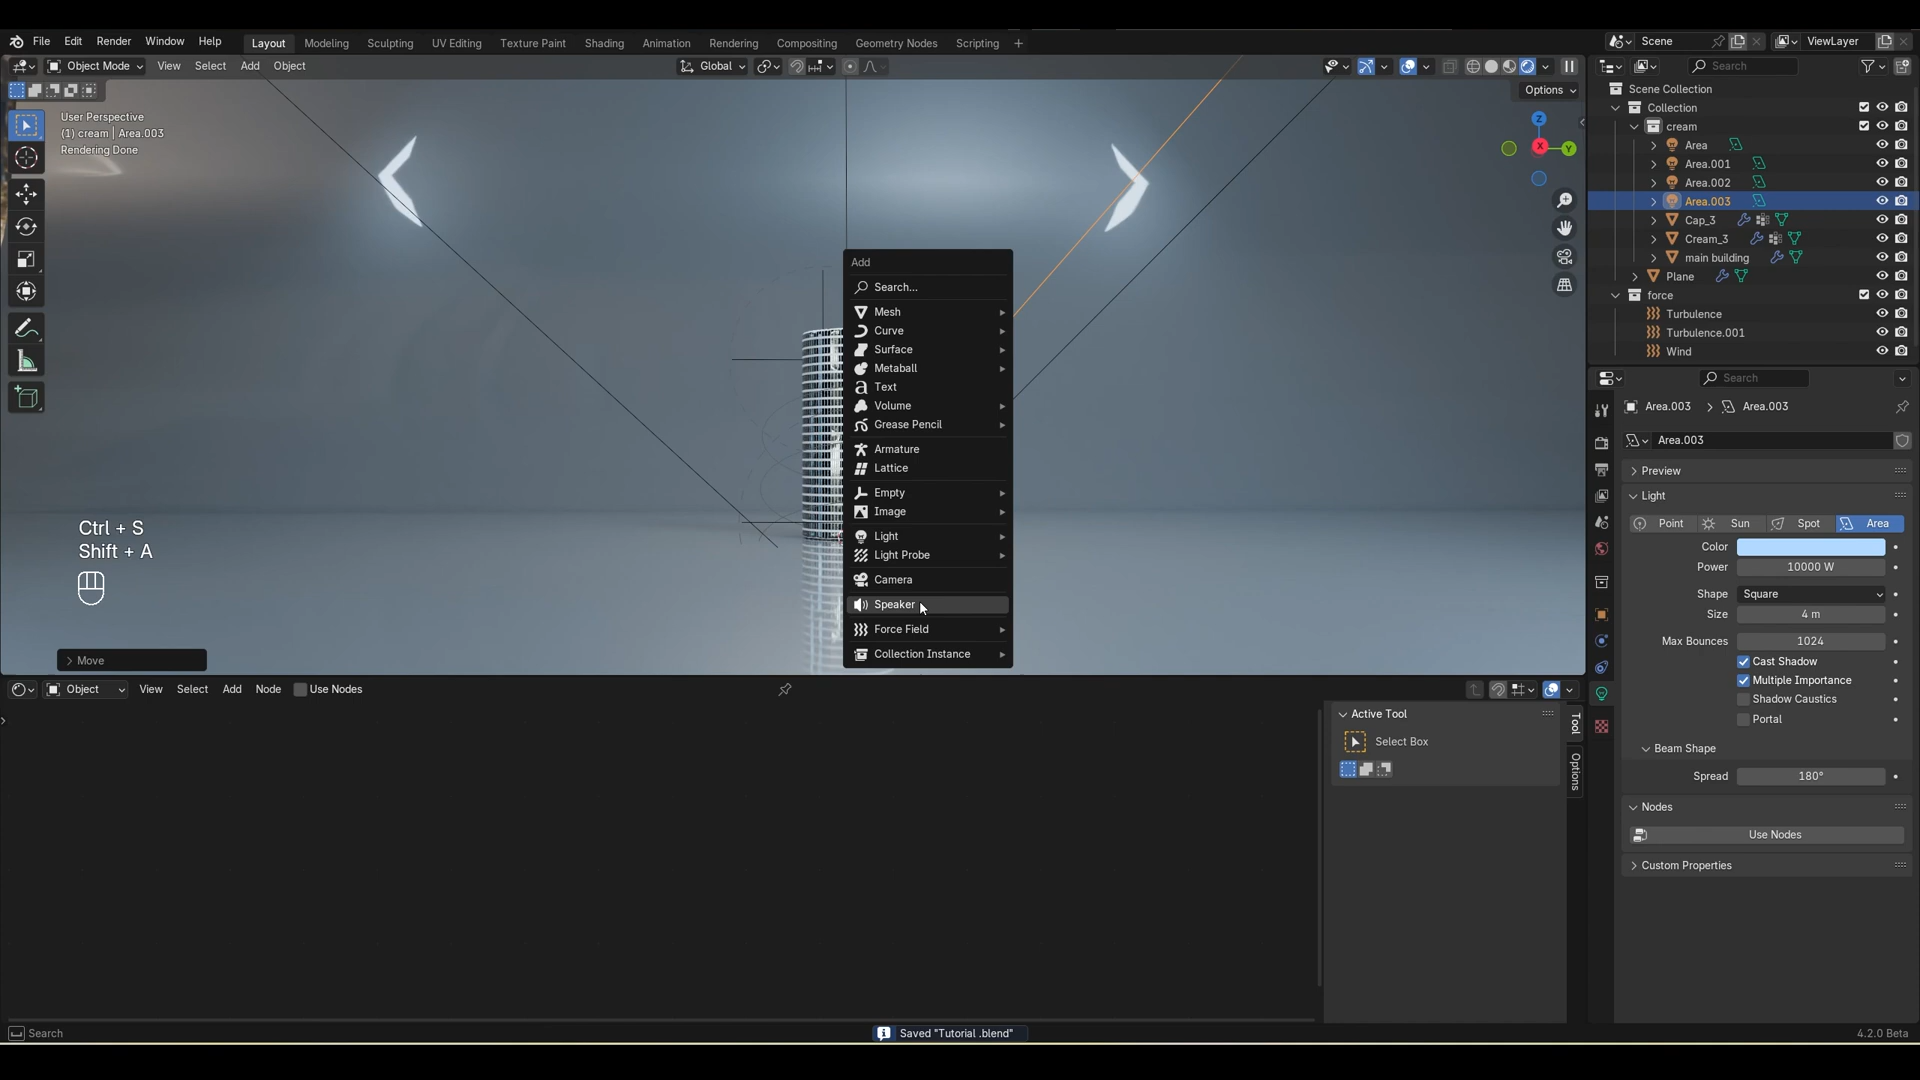 File Edit Render Window Help Layout Modeling Sculpting UV Editing Texture Paint Shading Animation Rendering Compositing Geometry Nodes Scripting + Scene ViewLayer
Object Mode View Select Add Object Global Search
Options
User Perspective
(1) cream | Area.003
Rendering Done
Z
X
Y
Add
Search...
Mesh
Curve
Surface
Metaball
Text
Volume
Grease Pencil
Armature
Lattice
Empty
Image
Light
Light Probe
Camera
Speaker
Force Field
Collection Instance
Ctrl + S
Shift + A
Move
Object View Select Add Node Use Nodes
Active Tool
Select Box
Tool
Options
Scene Collection
Collection
cream
Area
Area.001
Area.002
Area.003
Cap_3
Cream_3
main building
Plane
force
Turbulence
Turbulence.001
Wind
Search
Area.003 > Area.003
Area.003
Preview
Light
Point Sun Spot Area
Color
Power 10000 W
Shape Square
Size 4 m
Max Bounces 1024
Cast Shadow
Multiple Importance
Shadow Caustics
Portal
Beam Shape
Spread 180°
Nodes
Use Nodes
Custom Properties
Search
Saved "Tutorial .blend"
4.2.0 Beta